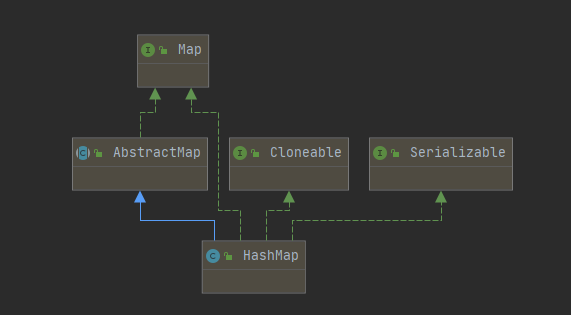 I Map
C AbstractMap
I Cloneable
I Serializable
C HashMap